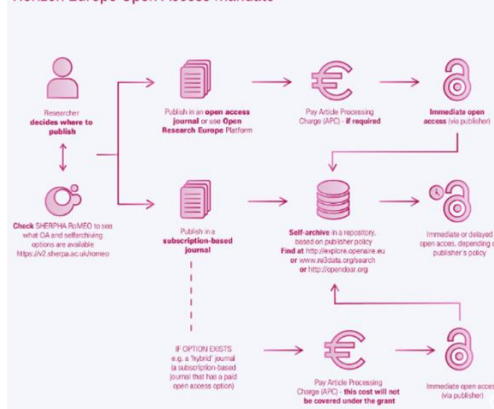 Horizon Europe Open Access Mandate
Researcher
decides where to
publish
Publish in an open access
journal or use Open
Research Europe Platform
Pay Article Processing
Charge (APC) - if required
Immediate open
access (via publisher)
Check SHERPHA RoMEO to see
what OA and selfarchiving
options are available
https://v2.sherpa.ac.uk/romeo
Publish in a
subscription-based
journal
Self-archive in a repository,
based on publisher policy
Find at http://explore.openaire.eu
or www.re3data.org/search
or http://opendoar.org
Immediate or delayed
open acces, depending
publisher's policy
IF OPTION EXISTS
e.g. a 'hybrid' journal
(a subscription-based
journal that has a paid
open access option)
Pay Article Processing
Charge (APC) - this cost will not
be covered under the grant
Immediate open access
(via publisher)